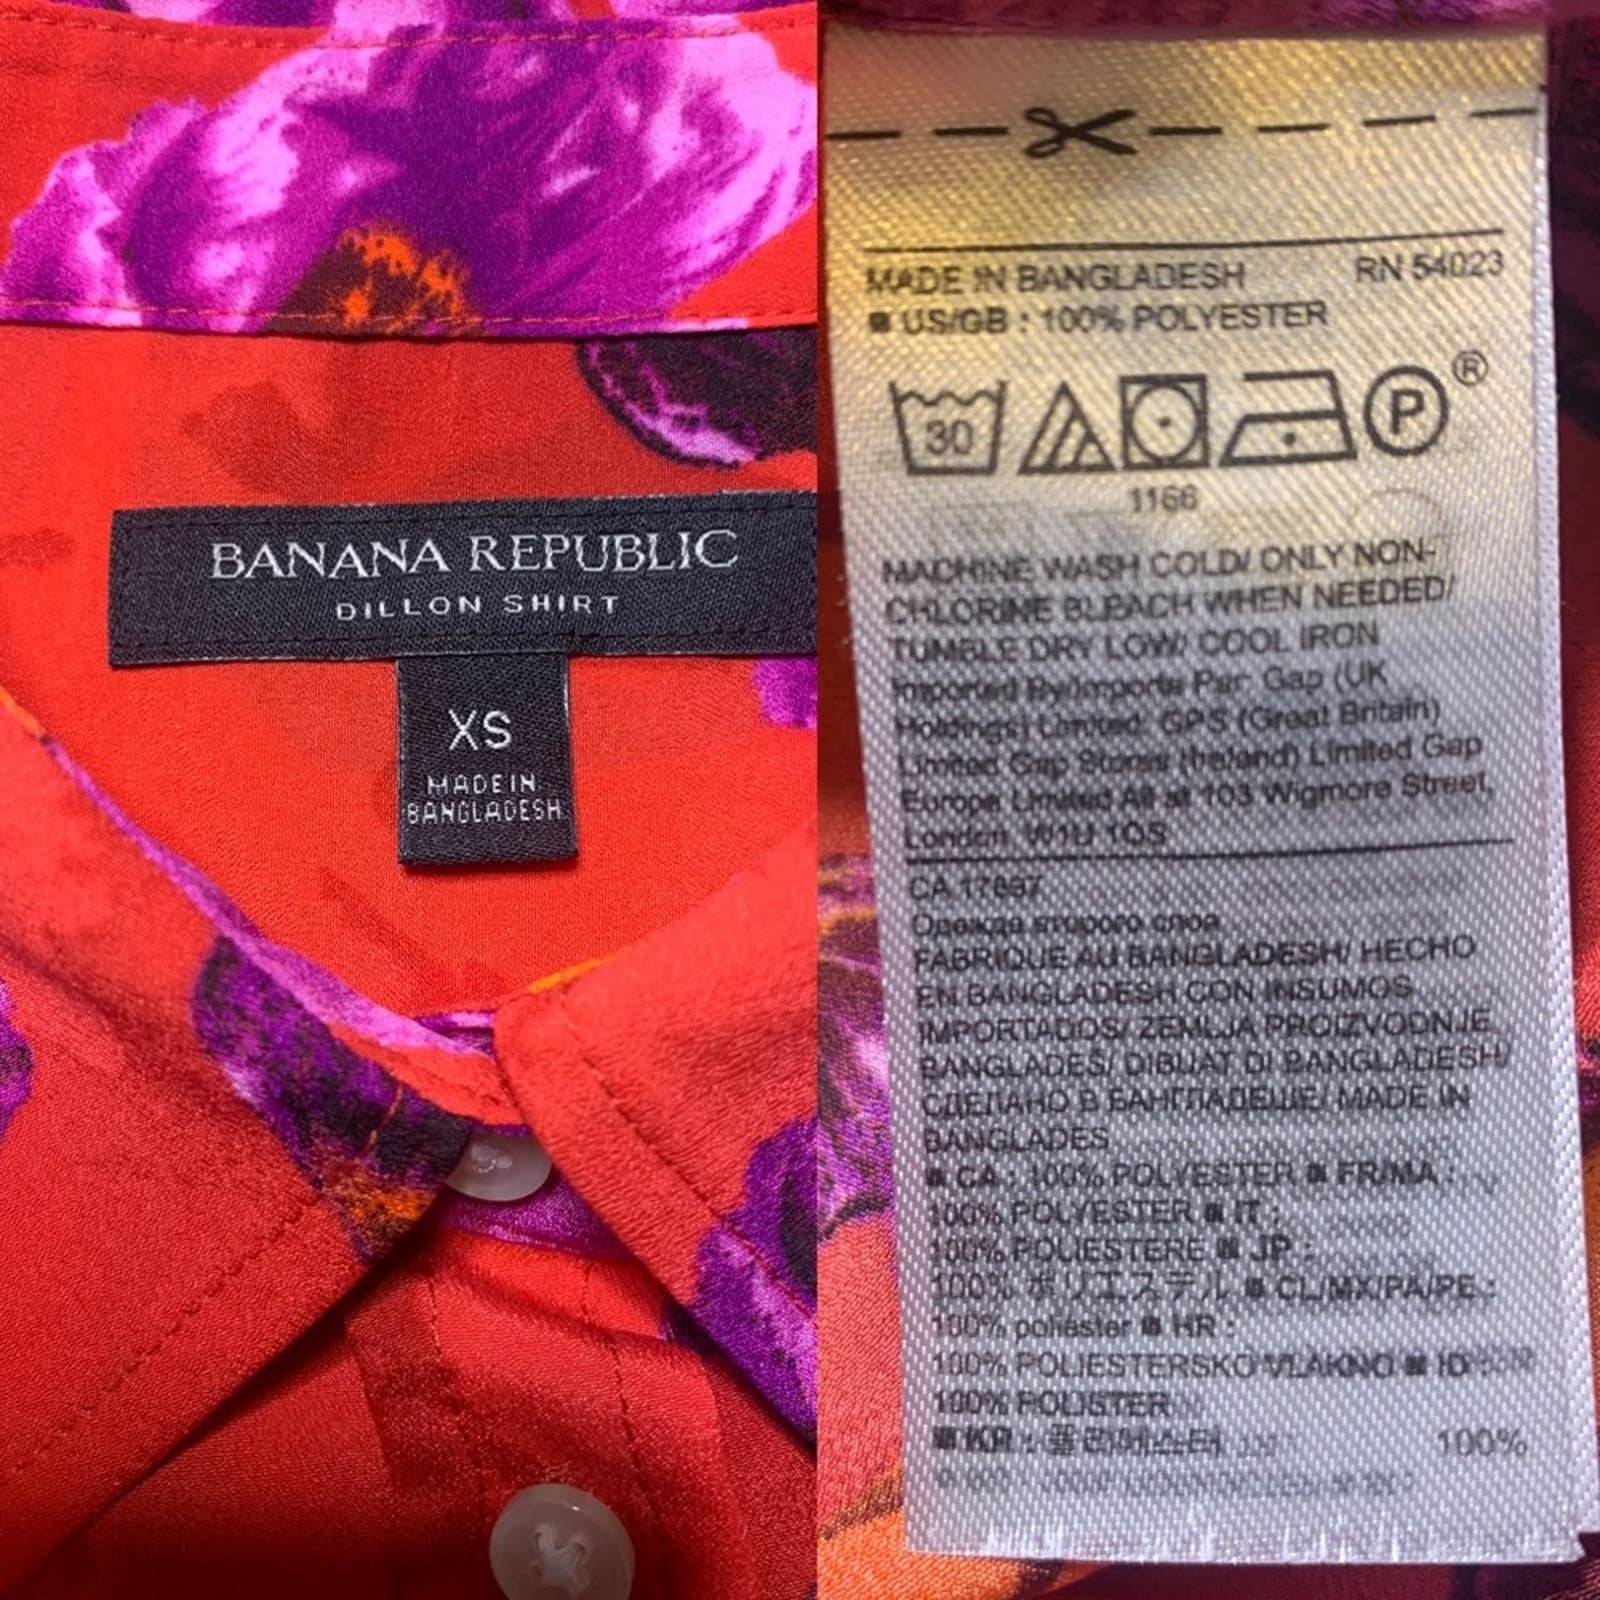 BANANA REPUBLIC
DILLON SHIRT
XS
MADE IN
BANGLADESH
MADE IN BANGLADESH RN 54023
■ US/GB : 100% POLYESTER
30 P ®
1166
MACHINE WASH COLD/ ONLY NON-
CHLORINE BLEACH WHEN NEEDED/
TUMBLE DRY LOW/ COOL IRON
Imported By/Importe Par: Gap (UK
Holdings) Limited, GPS (Great Britain)
Limited Gap Stores (Ireland) Limited Gap
Europe Limited 103 Wigmore Street,
London, W1U 1QS
CA 17897
Одежда второго слоя
FABRIQUE AU BANGLADESH/ HECHO
EN BANGLADESH CON INSUMOS
IMPORTADOS/ ZEMLJA PROIZVODNJE
BANGLADEŠ/ DIBUAT DI BANGLADESH/
СДЕЛАНО В БАНГЛАДЕШЕ/ MADE IN
BANGLADES
■ CA : 100% POLYESTER ■ FR/MA :
100% POLYESTER ■ IT :
100% POLIESTERE ■ JP :
100% ポリエステル ■ CL/MX/PA/PE :
100% poliéster ■ HR :
100% POLIESTERSKO VLAKNO ■ ID :
100% POLISTER
■ KR : 폴리에스터 100%